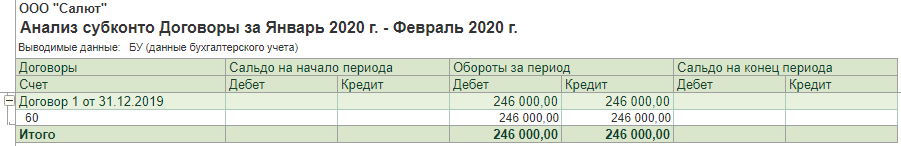 ООО "Салют"
Анализ субконто Договоры за Январь 2020 г. - Февраль 2020 г.
Выводимые данные: БУ (данные бухгалтерского учета)
Договоры Сальдо на начало периода Обороты за период Сальдо на конец периода
Счет Дебет Кредит Дебет Кредит Дебет Кредит
Договор 1 от 31.12.2019 246 000,00 246 000,00
60 246 000,00 246 000,00
Итого 246 000,00 246 000,00